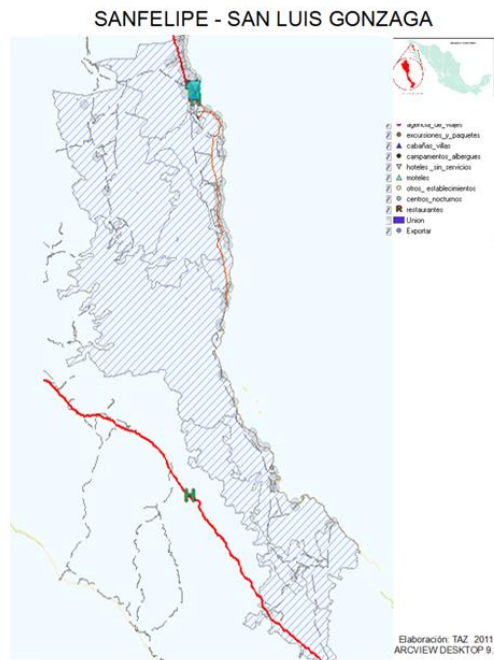 SANFELIPE - SAN LUIS GONZAGA
agencia_de_viajes
excursiones_y_paquetes
cabañas_villas
campamentos_albergues
hoteles_sin_servicios
moteles
otros_establecimientos
centros_nocturnos
R restaurantes
Union
Exportar
H
Elaboración: TAZ 2011
ARCVIEW DESKTOP 9.